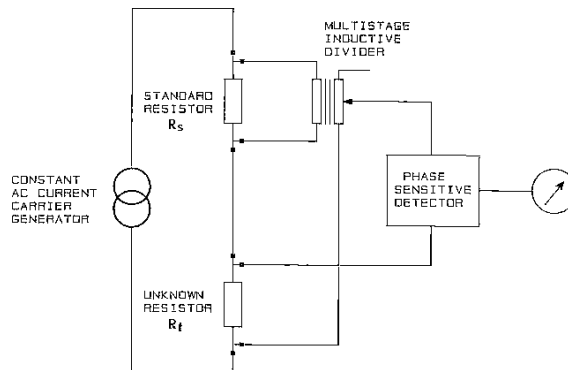 MULTISTAGE
INDUCTIVE
DIVIDER
STANDARD
RESISTOR
Rs
CONSTANT
AC CURRENT
CARRIER
GENERATOR
PHASE
SENSITIVE
DETECTOR
UNKNOWN
RESISTOR
Rt